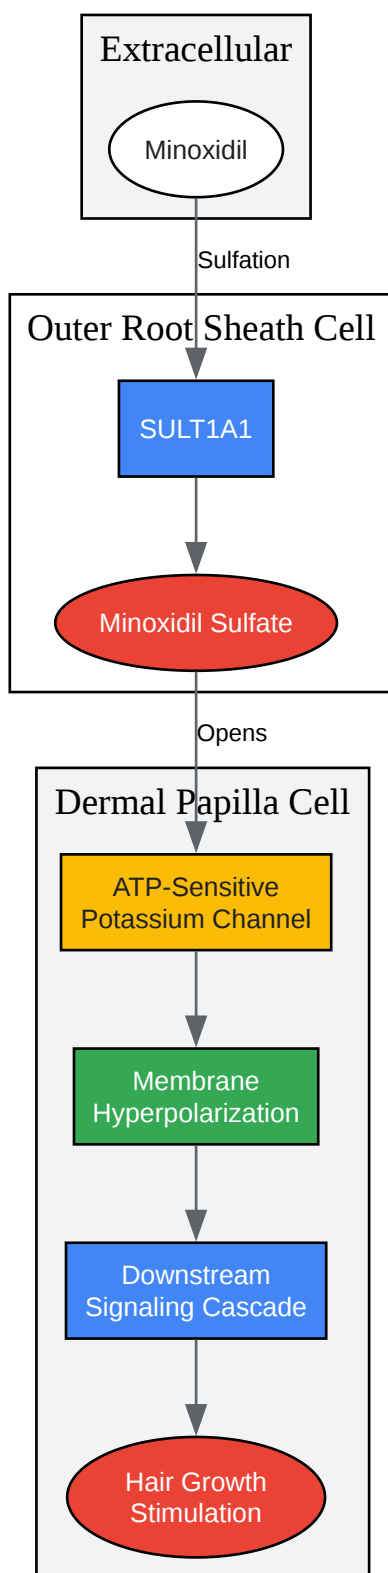 Extracellular
Minoxidil
Sulfation
Outer Root Sheath Cell
SULT1A1
Minoxidil Sulfate
Opens
Dermal Papilla Cell
ATP-Sensitive
Potassium Channel
Membrane
Hyperpolarization
Downstream
Signaling Cascade
Hair Growth
Stimulation